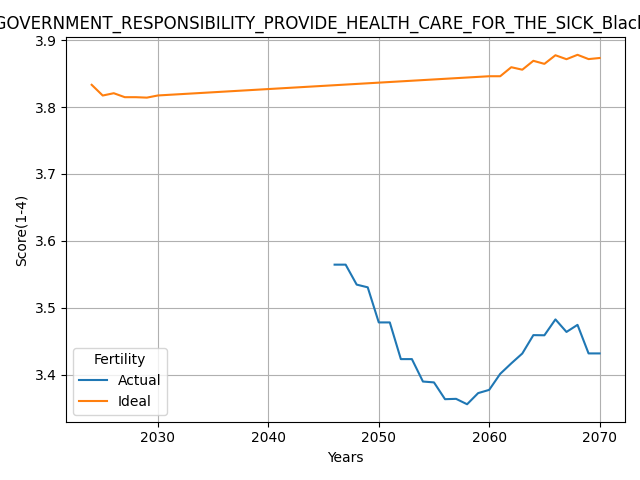 GOVERNMENT_RESPONSIBILITY_PROVIDE_HEALTH_CARE_FOR_THE_SICK_Black
3.9
3.8
3.7
3.6
3.5
3.4
Score(1-4)
Fertility
Actual
Ideal
2030 2040 2050 2060 2070
Years